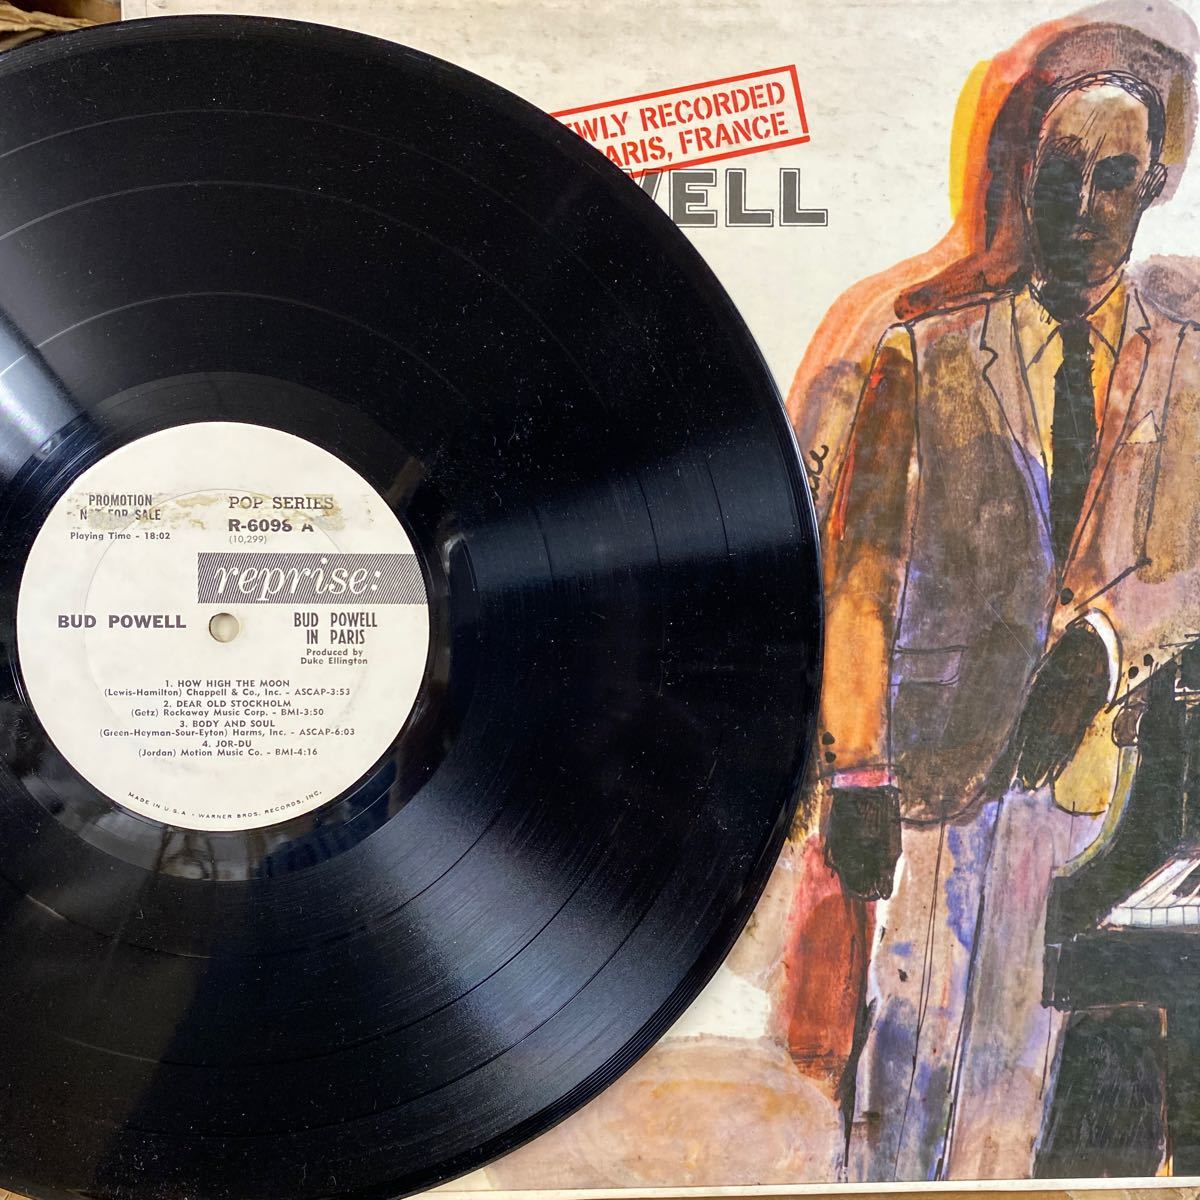 RECORDED
PARIS, FRANCE
PROMOTION
NOT FOR SALE
Playing Time - 18:02
POP SERIES
R-6098 A
(10,299)
reprise:
BUD POWELL
BUD POWELL
IN PARIS
Produced by
Duke Ellington
1. HOW HIGH THE MOON
(Lewis-Hamilton) Chappell & Co., Inc. - ASCAP-3:53
2. DEAR OLD STOCKHOLM
(Getz) Rockaway Music Corp. - BMI-3:50
3. BODY AND SOUL
(Green-Heyman-Sour-Eyton) Harms, Inc. - ASCAP-6:03
4. JOR-DU
(Jordan) Motion Music Co. - BMI-4:16
MADE IN U.S.A • WARNER BROS. RECORDS, INC.